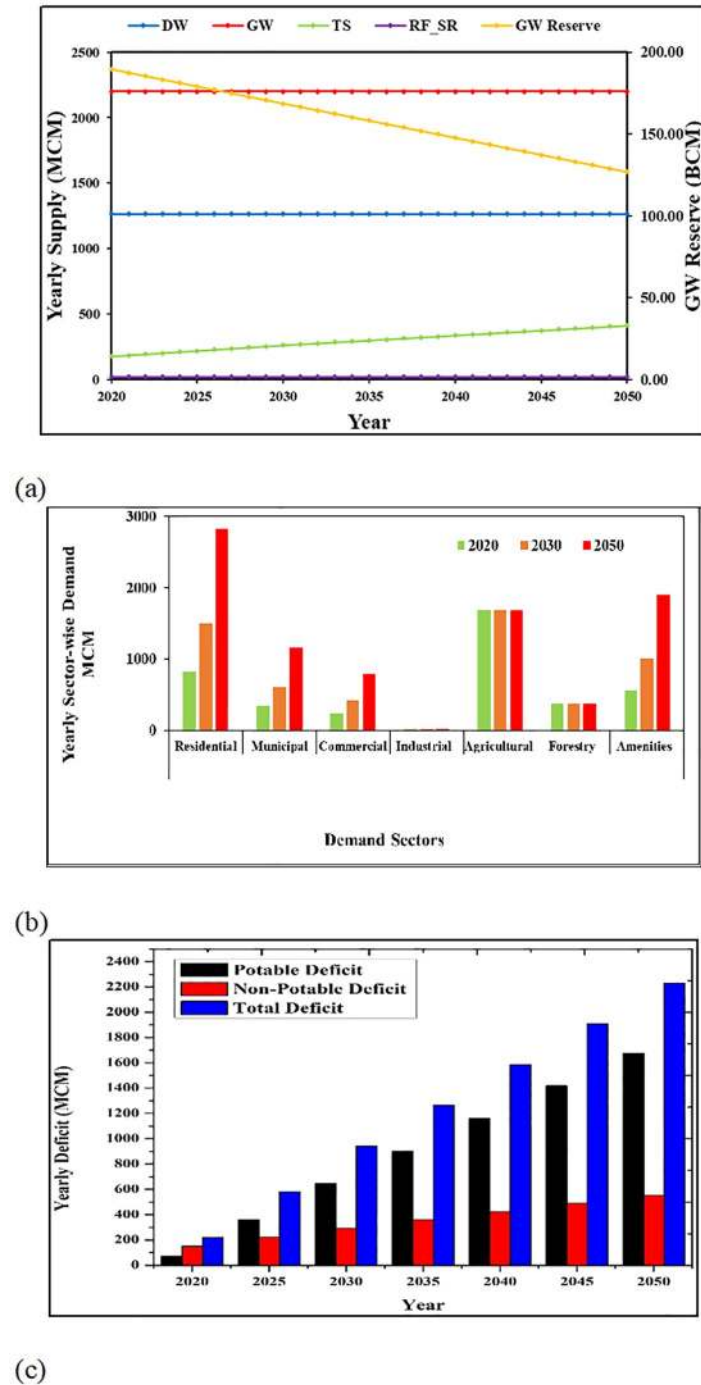 DW GW TS RF_SR GW Reserve
2500 200.00
2000 150.00
1500 100.00
1000 50.00
500 0.00
0
Yearly Supply (MCM)
GW Reserve (BCM)
2020 2025 2030 2035 2040 2045 2050
Year
(a)
3000
2000
1000
0
Yearly Sector-wise Demand
MCM
2020 2030 2050
Residential Municipal Commercial Industrial Agricultural Forestry Amenities
Demand Sectors
(b)
2400
2200
2000
1800
1600
1400
1200
1000
800
600
400
200
0
Yearly Deficit (MCM)
Potable Deficit
Non-Potable Deficit
Total Deficit
2020 2025 2030 2035 2040 2045 2050
Year
(c)